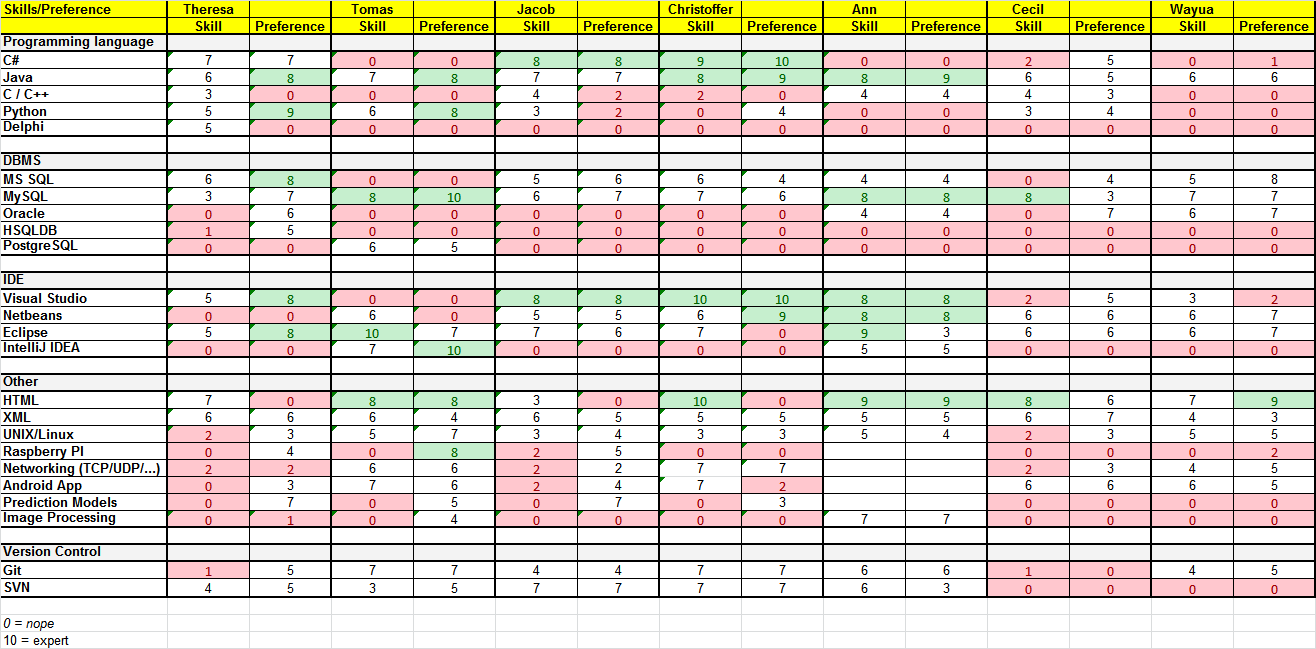 Skills/Preference Theresa Tomas Jacob Christoffer Ann Cecil Wayua
Skill Preference Skill Preference Skill Preference Skill Preference Skill Preference Skill Preference Skill Preference
Programming language
C# 7 7 0 0 8 8 9 10 0 0 2 5 0 1
Java 6 8 7 8 7 7 8 9 8 9 6 5 6 6
C / C++ 3 0 0 0 4 2 2 0 4 4 4 3 0 0
Python 5 9 6 8 3 2 0 4 0 0 3 4 0 0
Delphi 5 0 0 0 0 0 0 0 0 0 0 0 0 0
DBMS
MS SQL 6 8 0 0 5 6 6 4 4 4 0 4 5 8
MySQL 3 7 8 10 6 7 7 6 8 8 8 3 7 7
Oracle 0 6 0 0 0 0 0 0 4 4 0 7 6 7
HSQLDB 1 5 0 0 0 0 0 0 0 0 0 0 0 0
PostgreSQL 0 0 6 5 0 0 0 0 0 0 0 0 0 0
IDE
Visual Studio 5 8 0 0 8 8 10 10 8 8 2 5 3 2
Netbeans 0 0 6 0 5 5 6 9 8 8 6 6 6 7
Eclipse 5 8 10 7 7 6 7 0 9 3 6 6 6 7
IntelliJ IDEA 0 0 7 10 0 0 0 0 5 5 0 0 0 0
Other
HTML 7 0 8 8 3 0 10 0 9 9 8 6 7 9
XML 6 6 6 4 6 5 5 5 5 5 6 7 4 3
UNIX/Linux 2 3 5 7 3 4 3 3 5 4 2 3 5 5
Raspberry PI 0 4 0 8 2 5 0 0 0 0 0 2
Networking (TCP/UDP/...) 2 2 6 6 2 2 7 7 2 3 4 5
Android App 0 3 7 6 2 4 7 2 6 6 6 5
Prediction Models 0 7 0 5 0 7 0 3 0 0 0 0
Image Processing 0 1 0 4 0 0 0 0 7 7 0 0 0 0
Version Control
Git 1 5 7 7 4 4 7 7 6 6 1 0 4 5
SVN 4 5 3 5 7 7 7 7 6 3 0 0 0 0
0 = nope
10 = expert